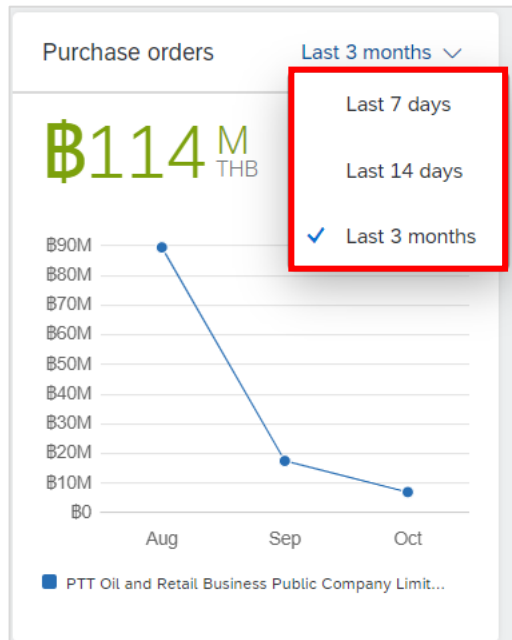 Purchase orders Last 3 months
Last 7 days
Last 14 days
Last 3 months
฿114 M
THB
฿90M
฿80M
฿70M
฿60M
฿50M
฿40M
฿30M
฿20M
฿10M
฿0
Aug Sep Oct
PTT Oil and Retail Business Public Company Limit...